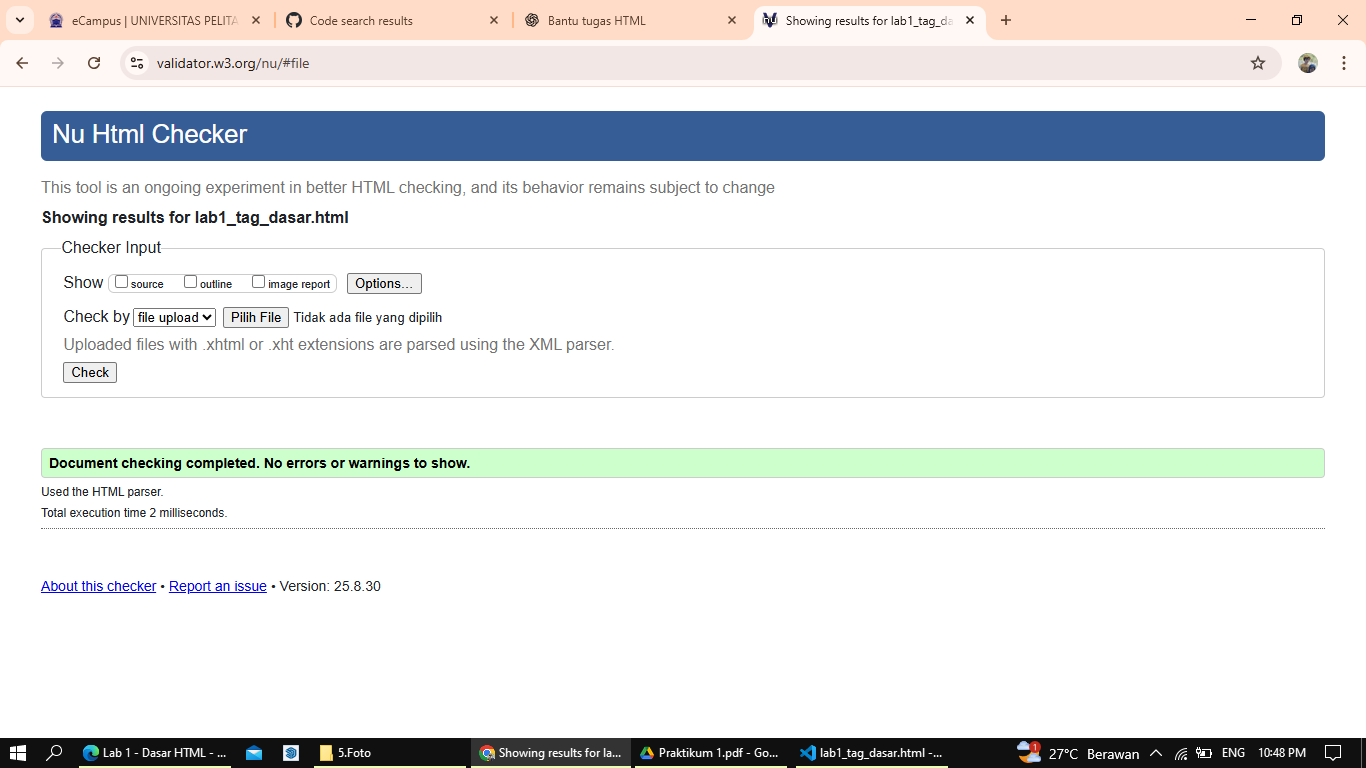 eCampus | UNIVERSITAS PELITA
Code search results
Bantu tugas HTML
Showing results for lab1_tag_da
validator.w3.org/nu/#file
Nu Html Checker
This tool is an ongoing experiment in better HTML checking, and its behavior remains subject to change
Showing results for lab1_tag_dasar.html
Checker Input
Show source outline image report Options...
Check by file upload Pilih File Tidak ada file yang dipilih
Uploaded files with .xhtml or .xht extensions are parsed using the XML parser.
Check
Document checking completed. No errors or warnings to show.
Used the HTML parser.
Total execution time 2 milliseconds.
About this checker • Report an issue • Version: 25.8.30
Lab 1 - Dasar HTML - ... 5.Foto Showing results for la... Praktikum 1.pdf - Go... lab1_tag_dasar.html -... 1 27°C Berawan ENG 10:48 PM